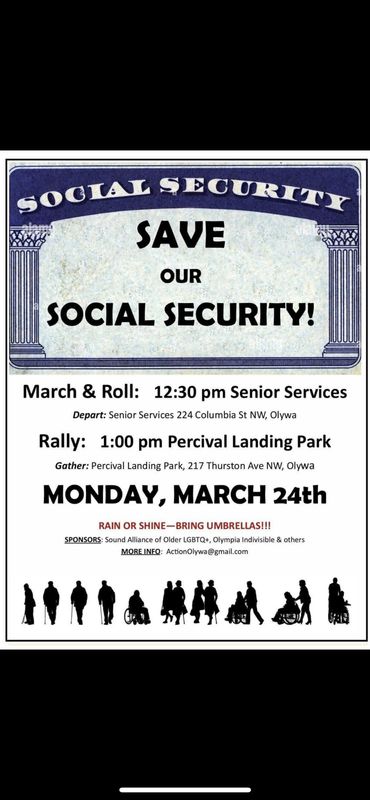 SOCIAL SECURITY
SAVE
OUR
SOCIAL SECURITY!
March & Roll: 12:30 pm Senior Services
Depart: Senior Services 224 Columbia St NW, Olywa
Rally: 1:00 pm Percival Landing Park
Gather: Percival Landing Park, 217 Thurston Ave NW, Olywa
MONDAY, MARCH 24th
RAIN OR SHINE—BRING UMBRELLAS!!!
SPONSORS: Sound Alliance of Older LGBTQ+, Olympia Indivisible & others
MORE INFO: ActionOlywa@gmail.com